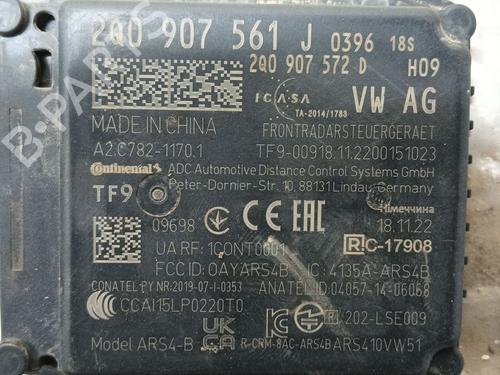 2Q0 907 561 J 0396 18S
2Q0 907 572 D H09
ICASA
TA-2014/1783
VW AG
MADE IN CHINA
FRONTRADARSTEUERGERAET
A2C782-1170.1
TF9-00918.11.2200151023
Continental
ADC Automotive Distance Control Systems GmbH
Peter-Dornier-Str. 10, 88131 Lindau, Germany
TF9
09698
CE EAC
Німеччина
18.11.22
UA RF: 1CONT0001
R C-17908
FCC ID: OAYARS4B IC: 4135A-ARS4B
CONATEL PY NR:2019-07-I-0353
ANATEL ID:04057-14-06068
CCAI15LP0220T0
R 202-LSE009
UK CA
Model ARS4-B
R-CRM-8AC-ARS4B
ARS410VW51
B-PARTS